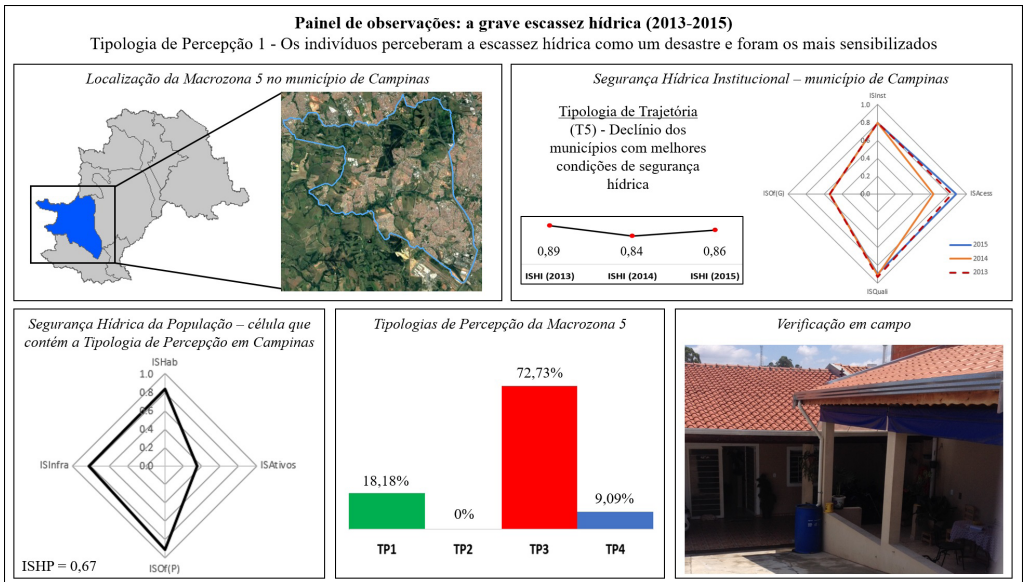 Painel de observações: a grave escassez hídrica (2013-2015)
Tipologia de Percepção 1 - Os indivíduos perceberam a escassez hídrica como um desastre e foram os mais sensibilizados
Localização da Macrozona 5 no município de Campinas
Segurança Hídrica Institucional – município de Campinas
Tipologia de Trajetória
(T5) - Declínio dos
municípios com melhores
condições de segurança
hídrica
0,89
0,84
0,86
ISHI (2013)
ISHI (2014)
ISHI (2015)
ISInst
1.0
0.8
0.6
0.4
0.2
0.0
ISOf(G)
ISAcess
ISQuali
2015
2014
2013
Segurança Hídrica da População – célula que
contém a Tipologia de Percepção em Campinas
ISHab
1.0
0.8
0.6
0.4
0.2
0.0
ISInfra
ISAtivos
ISOf(P)
ISHP = 0,67
Tipologias de Percepção da Macrozona 5
18,18%
0%
72,73%
9,09%
TP1
TP2
TP3
TP4
Verificação em campo